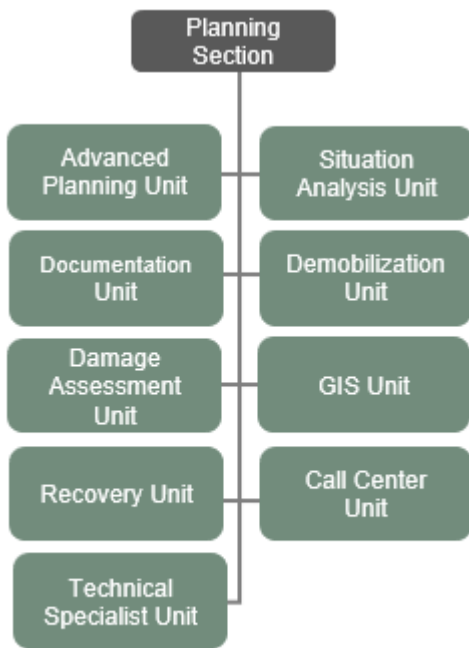 Planning
Section
Advanced
Planning Unit
Situation
Analysis Unit
Documentation
Unit
Demobilization
Unit
Damage
Assessment
Unit
GIS Unit
Recovery Unit
Call Center
Unit
Technical
Specialist Unit